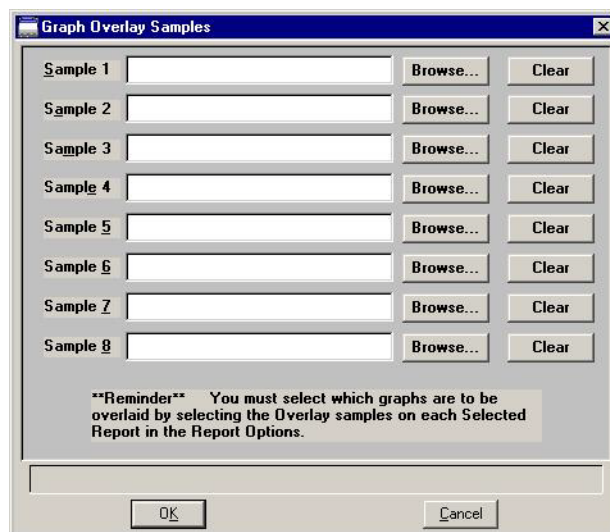 Graph Overlay Samples
Sample 1 Browse... Clear
Sample 2 Browse... Clear
Sample 3 Browse... Clear
Sample 4 Browse... Clear
Sample 5 Browse... Clear
Sample 6 Browse... Clear
Sample 7 Browse... Clear
Sample 8 Browse... Clear
**Reminder** You must select which graphs are to be
overlaid by selecting the Overlay samples on each Selected
Report in the Report Options.
OK Cancel